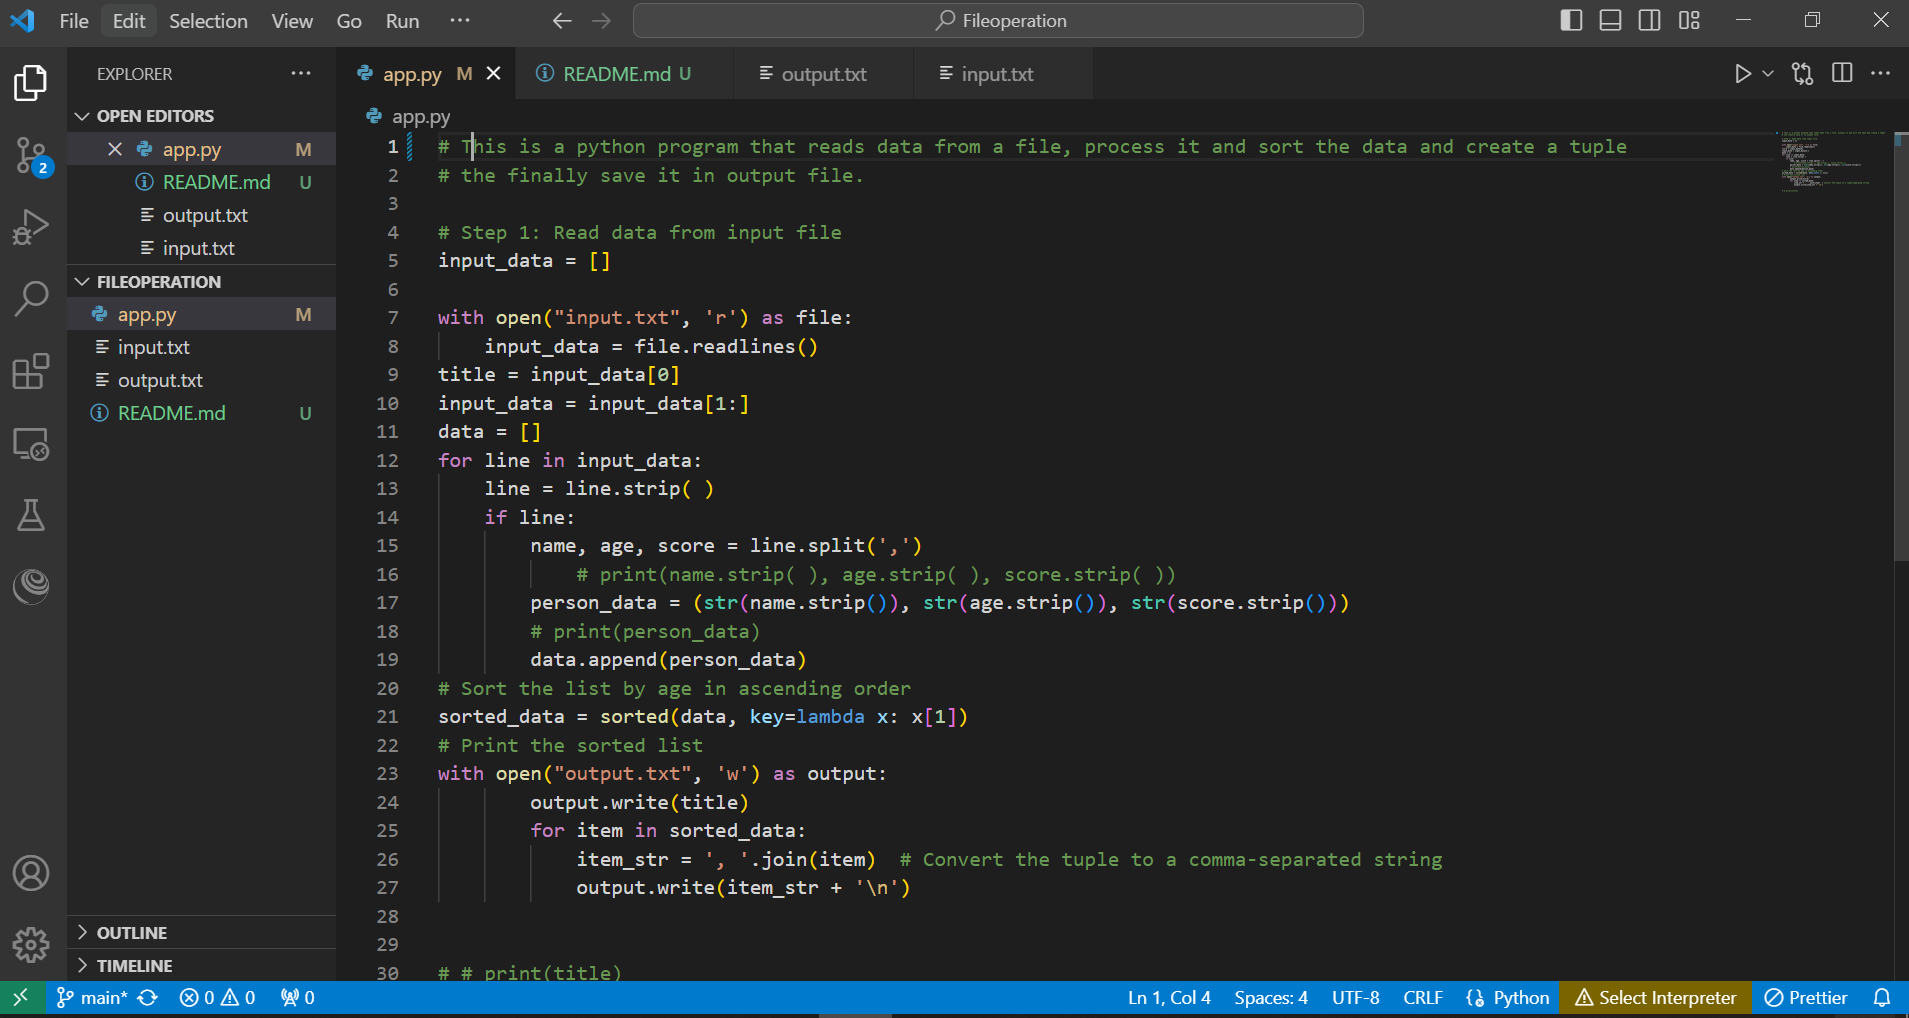 File Edit Selection View Go Run ··· Fileoperation
EXPLORER ···
OPEN EDITORS
app.py M
README.md U
output.txt
input.txt
FILEOPERATION
app.py M
input.txt
output.txt
README.md U
OUTLINE
TIMELINE
2
app.py M README.md U output.txt input.txt
app.py
1 # This is a python program that reads data from a file, process it and sort the data and create a tuple
2 # the finally save it in output file.
3
4 # Step 1: Read data from input file
5 input_data = []
6
7 with open("input.txt", 'r') as file:
8     input_data = file.readlines()
9 title = input_data[0]
10 input_data = input_data[1:]
11 data = []
12 for line in input_data:
13     line = line.strip( )
14     if line:
15         name, age, score = line.split(',')
16             # print(name.strip( ), age.strip( ), score.strip( ))
17         person_data = (str(name.strip()), str(age.strip()), str(score.strip()))
18         # print(person_data)
19         data.append(person_data)
20 # Sort the list by age in ascending order
21 sorted_data = sorted(data, key=lambda x: x[1])
22 # Print the sorted list
23 with open("output.txt", 'w') as output:
24         output.write(title)
25         for item in sorted_data:
26             item_str = ', '.join(item)  # Convert the tuple to a comma-separated string
27             output.write(item_str + '\n')
28
29
30 # # print(title)
main* 0 0 0 Ln 1, Col 4 Spaces: 4 UTF-8 CRLF Python Select Interpreter Prettier